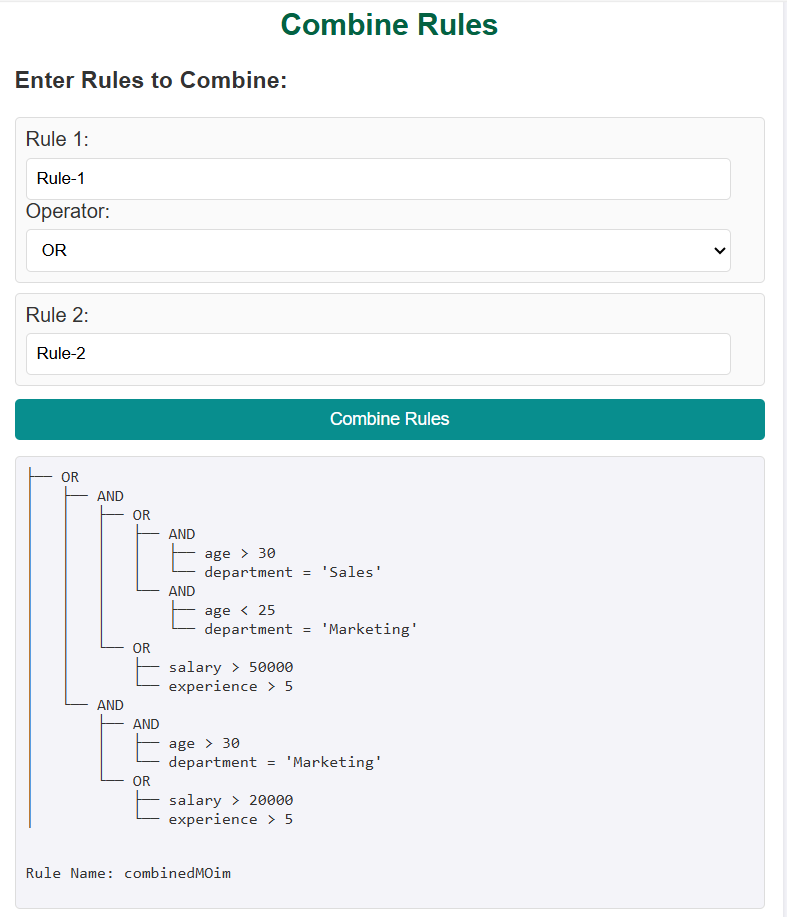 Combine Rules
Enter Rules to Combine:
Rule 1:
Rule-1
Operator:
OR
Rule 2:
Rule-2
Combine Rules
├── OR
│   ├── AND
│   │   ├── OR
│   │   │   ├── AND
│   │   │   │   ├── age > 30
│   │   │   │   └── department = 'Sales'
│   │   │   └── AND
│   │   │       ├── age < 25
│   │   │       └── department = 'Marketing'
│   │   └── OR
│   │       ├── salary > 50000
│   │       └── experience > 5
│   └── AND
│       ├── AND
│       │   ├── age > 30
│       │   └── department = 'Marketing'
│       └── OR
│           ├── salary > 20000
│           └── experience > 5
Rule Name: combinedMOim